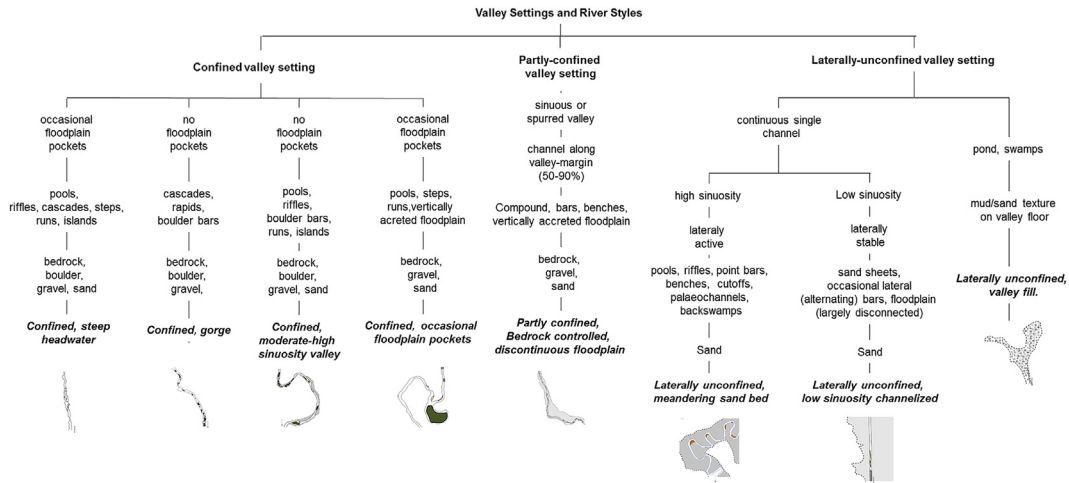 Valley Settings and River Styles
Confined valley setting
occasional
floodplain
pockets
pools,
riffles, cascades, steps,
runs, islands
bedrock,
boulder,
gravel, sand
Confined, steep
headwater
no
floodplain
pockets
cascades,
rapids,
boulder bars
bedrock,
boulder,
gravel,
Confined, gorge
no
floodplain
pockets
pools,
riffles,
boulder bars,
runs, islands
bedrock,
boulder,
gravel, sand
Confined,
moderate-high
sinuosity valley
occasional
floodplain
pockets
pools, steps,
runs,vertically
acreted floodplain
bedrock,
gravel,
sand
Confined, occasional
floodplain pockets
Partly-confined
valley setting
sinuous or
spurred valley
channel along
valley-margin
(50-90%)
Compound, bars, benches,
vertically accreted floodplain
bedrock,
gravel,
sand
Partly confined,
Bedrock controlled,
discontinuous floodplain
Laterally-unconfined valley setting
continuous single
channel
high sinuosity
lateraly
active
pools, riffles, point bars,
benches, cutoffs,
palaeochannels,
backswamps
Sand
Laterally unconfined,
meandering sand bed
Low sinuosity
laterally
stable
sand sheets,
occasional lateral
(alternating) bars, floodplain
(largely disconnected)
Sand
Laterally unconfined,
low sinuosity channelized
pond, swamps
mud/sand texture
on valley floor
Laterally unconfined,
valley fill.